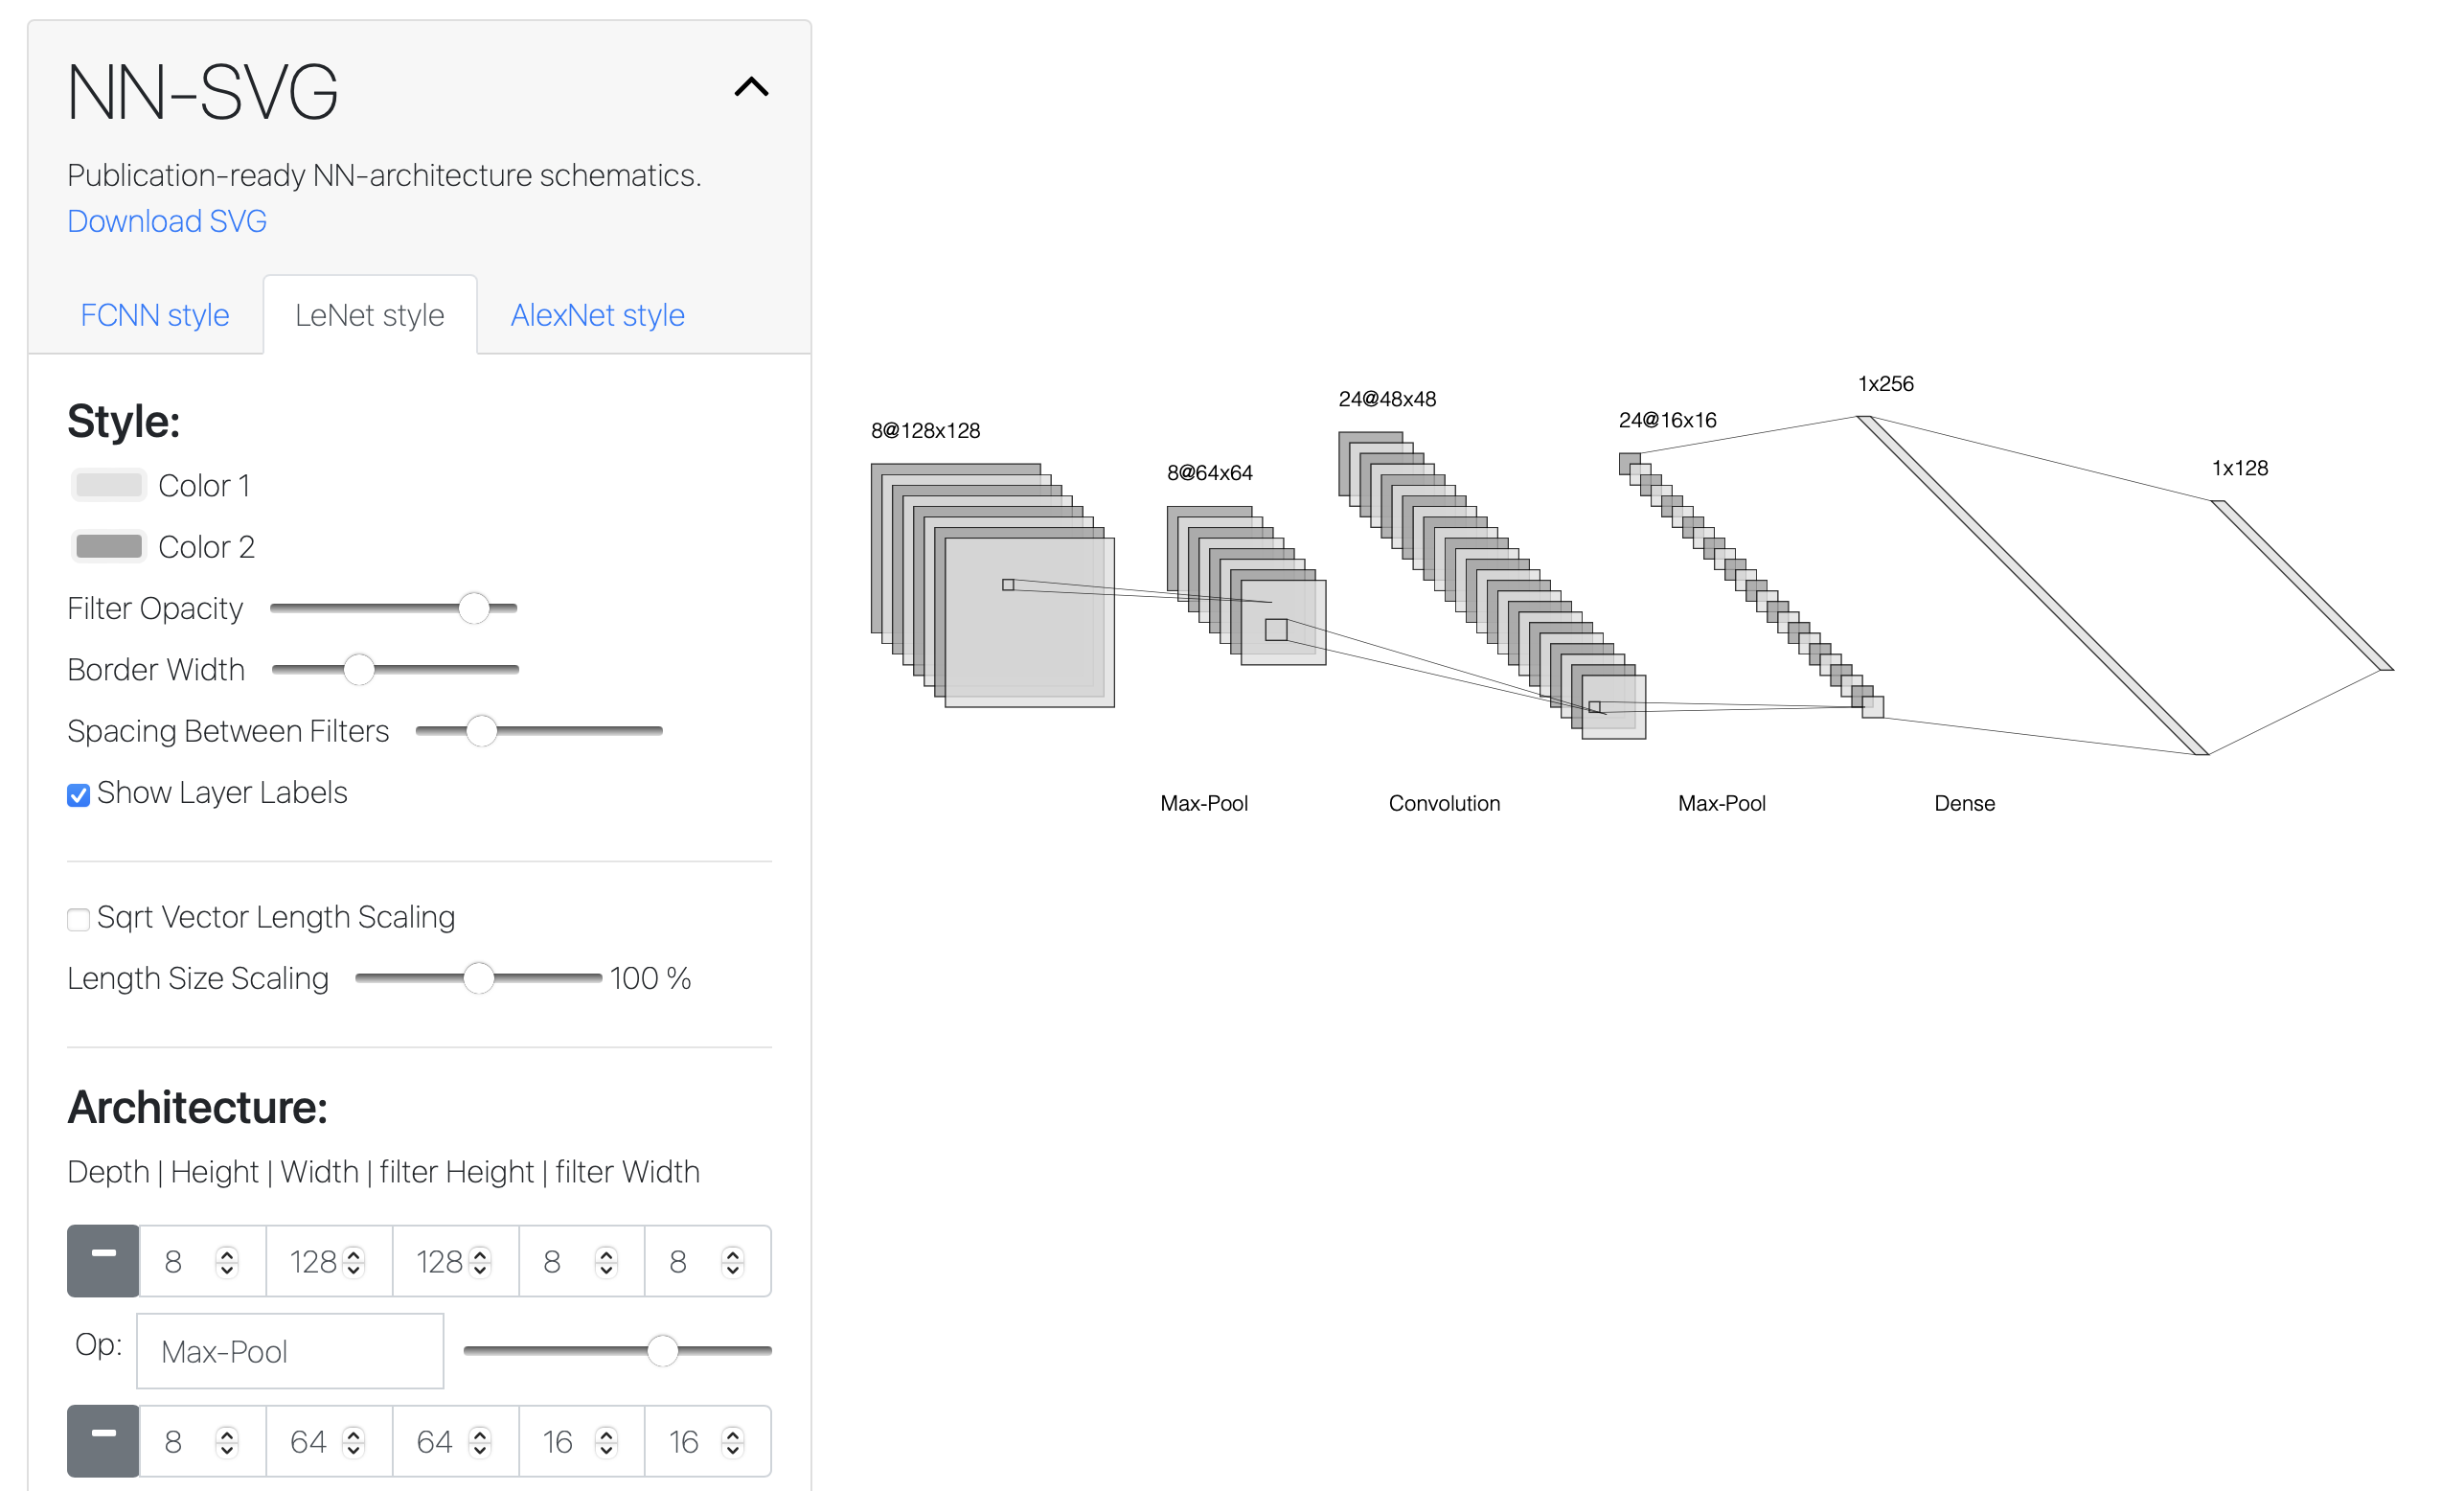 NN-SVG
Publication-ready NN-architecture schematics.
Download SVG
FCNN style LeNet style AlexNet style
Style:
Color 1
Color 2
Filter Opacity
Border Width
Spacing Between Filters
Show Layer Labels
Sqrt Vector Length Scaling
Length Size Scaling 100 %
Architecture:
Depth | Height | Width | filter Height | filter Width
8 128 128 8 8
Op: Max-Pool
8 64 64 16 16
8@128x128
8@64x64
24@48x48
24@16x16
1x256
1x128
Max-Pool Convolution Max-Pool Dense